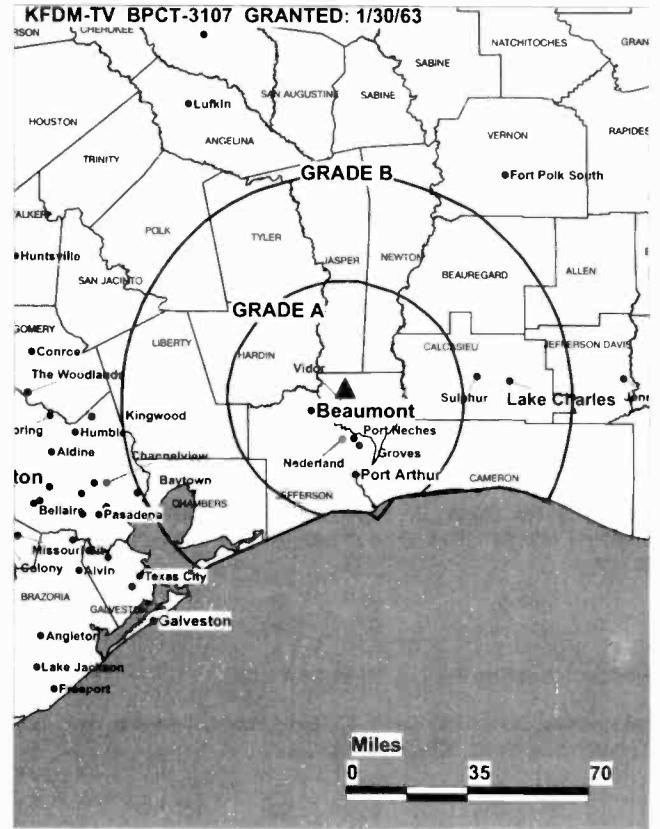 KFDM-TV BPCT-3107 GRANTED: 1/30/63
CHEROKEE
NATCHITOCHES
SABINE
SAN AUGUSTINE
SABINE
Lufkin
HOUSTON
ANGELINA
VERNON
RAPIDES
TRINITY
GRADE B
Fort Polk South
POLK
TYLER
Huntsville
JASPER
NEWTON
BEAUREGARD
ALLEN
SAN JACINTO
GRADE A
LIBERTY
CALCASIEU
JEFFERSON DAVIS
Conroe
HARDIN
Vidor
The Woodlands
Sulphur
Lake Charles
Beaumont
Kingwood
Humble
Port Neches
Aldine
Groves
Channelview
Nederland
Port Arthur
Baytown
CAMERON
JEFFERSON
CHAMBERS
Bellaire
Pasadena
Missouri City
Colony
Alvin
Texas City
BRAZORIA
GALVESTON
Galveston
Angleton
Lake Jackson
Freeport
Miles
0 35 70